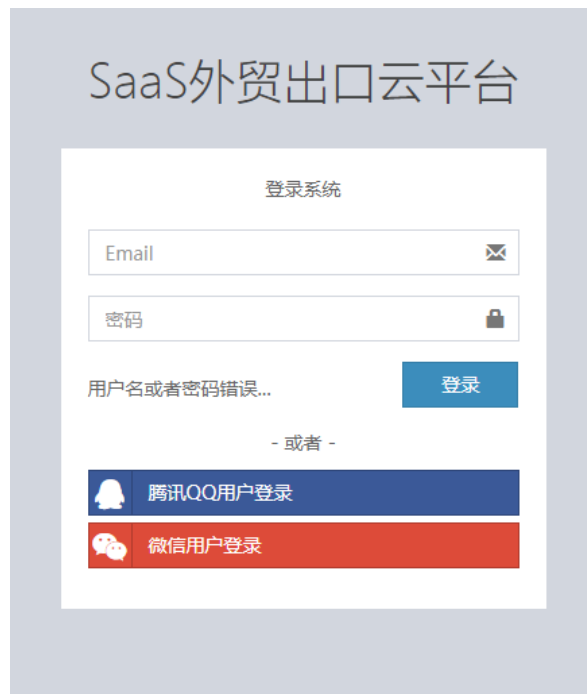 SaaS外贸出口云平台
登录系统
Email
密码
用户名或者密码错误...
登录
- 或者 -
腾讯QQ用户登录
微信用户登录